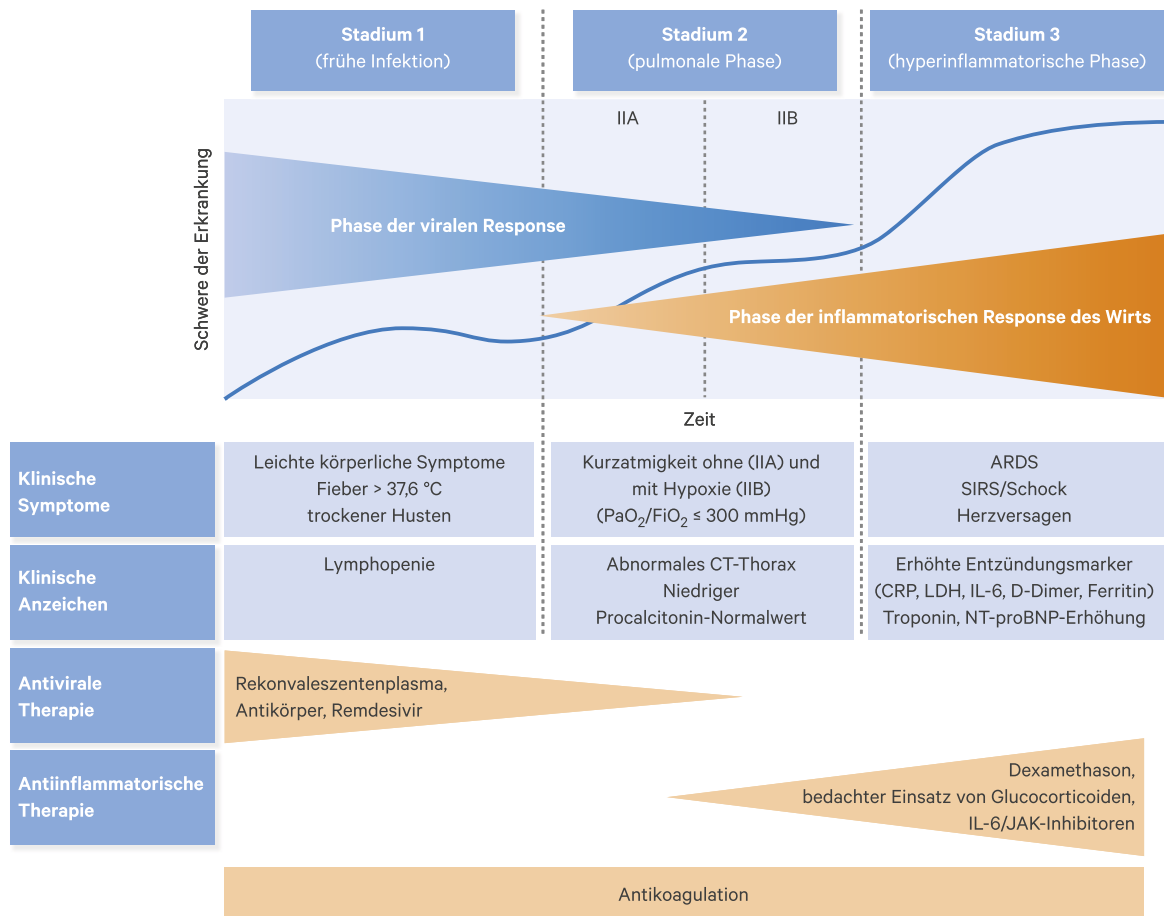 Stadium 1
(frühe Infektion)
Stadium 2
(pulmonale Phase)
Stadium 3
(hyperinflammatorische Phase)
IIA
IIB
Schwere der Erkrankung
Phase der viralen Response
Phase der inflammatorischen Response des Wirts
Zeit
Klinische
Symptome
Leichte körperliche Symptome
Fieber > 37,6 °C
trockener Husten
Kurzatmigkeit ohne (IIA) und
mit Hypoxie (IIB)
(PaO₂/FiO₂ ≤ 300 mmHg)
ARDS
SIRS/Schock
Herzversagen
Klinische
Anzeichen
Lymphopenie
Abnormales CT-Thorax
Niedriger
Procalcitonin-Normalwert
Erhöhte Entzündungsmarker
(CRP, LDH, IL-6, D-Dimer, Ferritin)
Troponin, NT-proBNP-Erhöhung
Antivirale
Therapie
Rekonvaleszentenplasma,
Antikörper, Remdesivir
Antiinflammatorische
Therapie
Dexamethason,
bedachter Einsatz von Glucocorticoiden,
IL-6/JAK-Inhibitoren
Antikoagulation